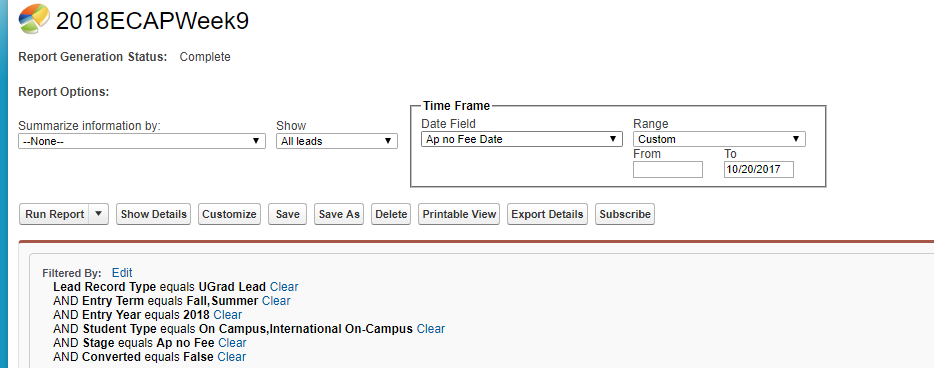 2018ECAPWeek9
Report Generation Status: Complete
Report Options:
Time Frame
Summarize information by: Show Date Field Range
--None-- All leads Ap no Fee Date Custom
From To
10/20/2017
Run Report Show Details Customize Save Save As Delete Printable View Export Details Subscribe
Filtered By: Edit
Lead Record Type equals UGrad Lead Clear
AND Entry Term equals Fall,Summer Clear
AND Entry Year equals 2018 Clear
AND Student Type equals On Campus,International On-Campus Clear
AND Stage equals Ap no Fee Clear
AND Converted equals False Clear